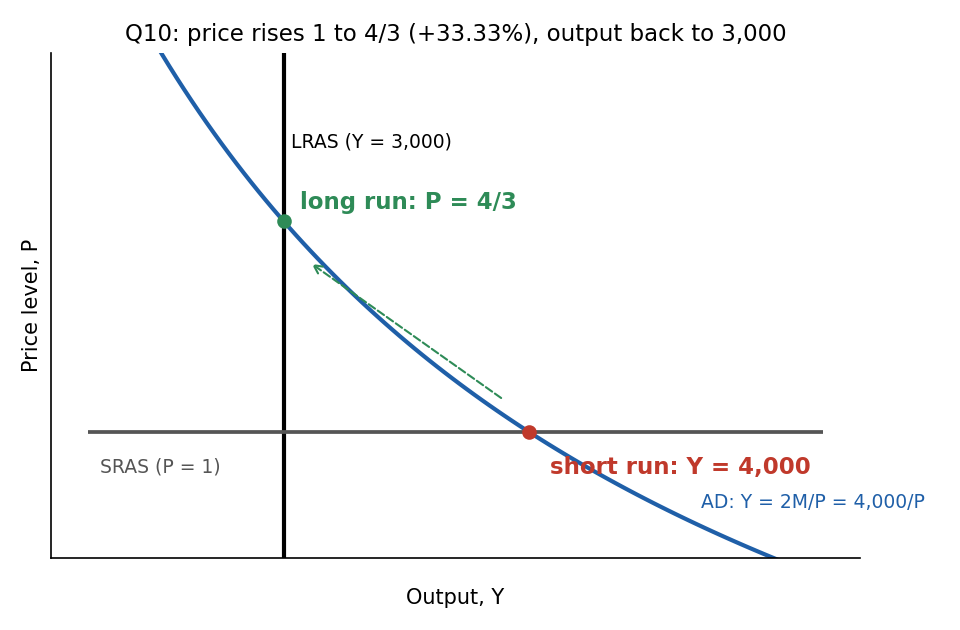 Q10: price rises 1 to 4/3 (+33.33%), output back to 3,000
LRAS (Y = 3,000)
long run: P = 4/3
Price level, P
SRAS (P = 1)
short run: Y = 4,000
AD: Y = 2M/P = 4,000/P
Output, Y